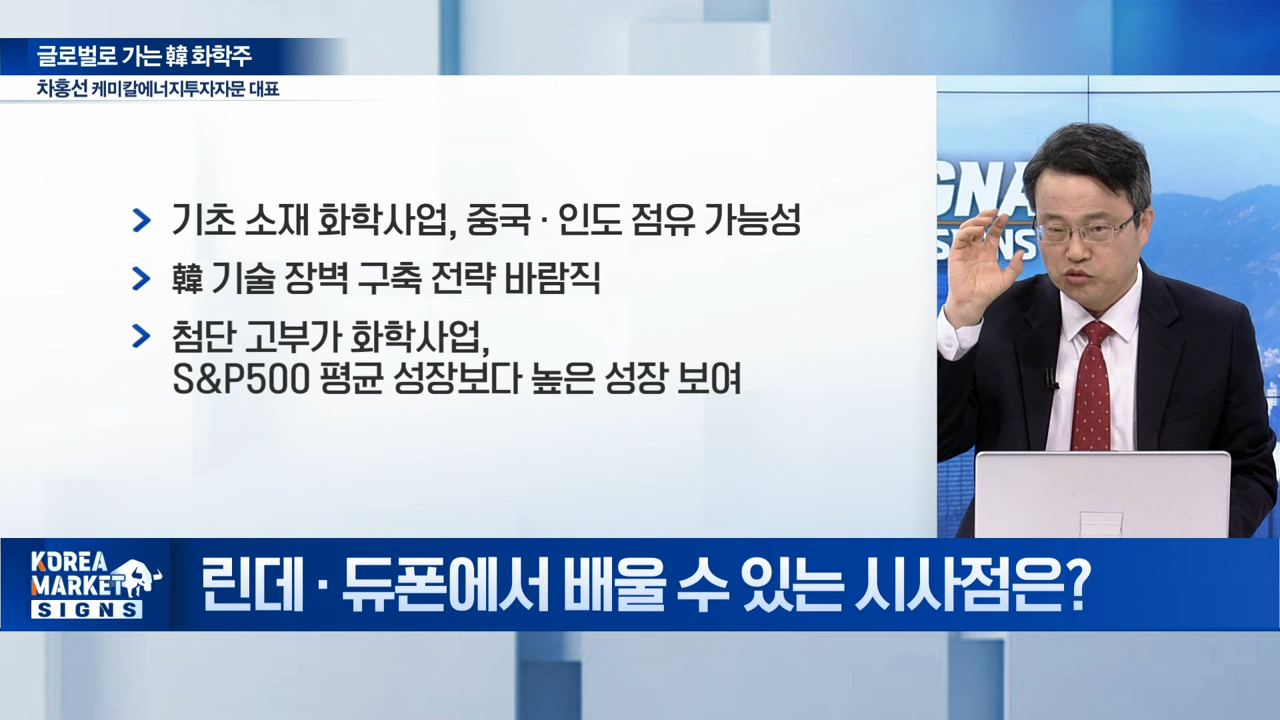 글로벌로 가는 韓 화학주
차홍선 케미칼에너지투자자문 대표
기초 소재 화학사업, 중국 · 인도 점유 가능성
韓 기술 장벽 구축 전략 바람직
첨단 고부가 화학사업,
S&P500 평균 성장보다 높은 성장 보여
GNA
SIGNS
KOREA
MARKET
SIGNS
린데 · 듀폰에서 배울 수 있는 시사점은?